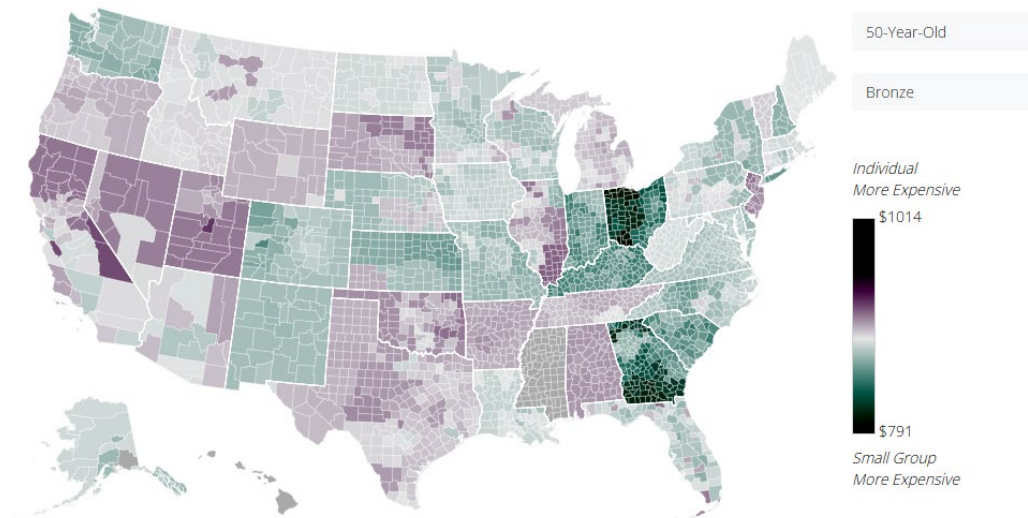 50-Year-Old
Bronze
Individual
More Expensive
$1014
$791
Small Group
More Expensive